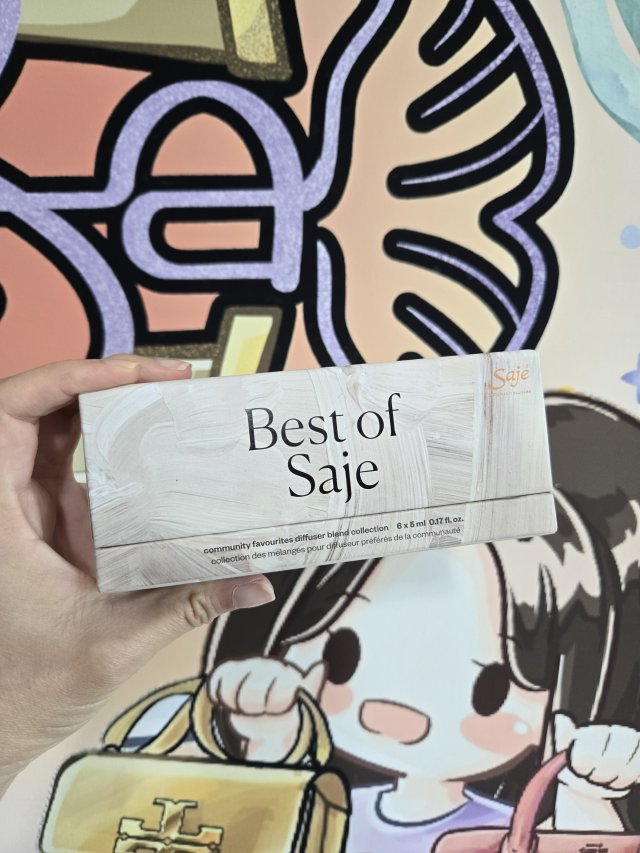 Saje
Best of
Saje
community favourites diffuser blend collection 6 x 5 ml 0.17 fl. oz.
collection des mélanges pour diffuseur préférés de la communauté